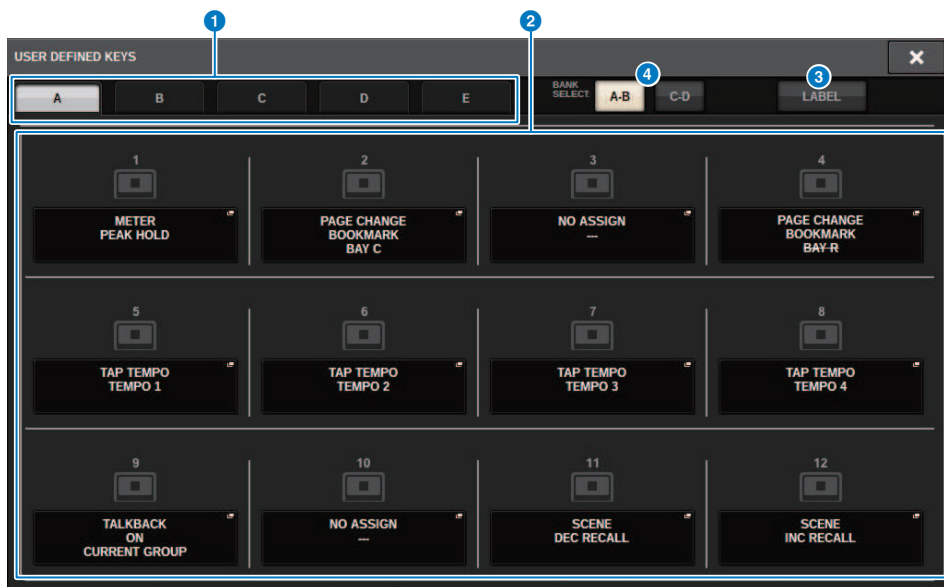 1
2
USER DEFINED KEYS
A
B
C
D
E
BANK
SELECT
A-B
C-D
4
3
LABEL
1
2
3
4
METER
PEAK HOLD
PAGE CHANGE
BOOKMARK
BAY C
NO ASSIGN
---
PAGE CHANGE
BOOKMARK
BAY R
5
6
7
8
TAP TEMPO
TEMPO 1
TAP TEMPO
TEMPO 2
TAP TEMPO
TEMPO 3
TAP TEMPO
TEMPO 4
9
10
11
12
TALKBACK
ON
CURRENT GROUP
NO ASSIGN
---
SCENE
DEC RECALL
SCENE
INC RECALL